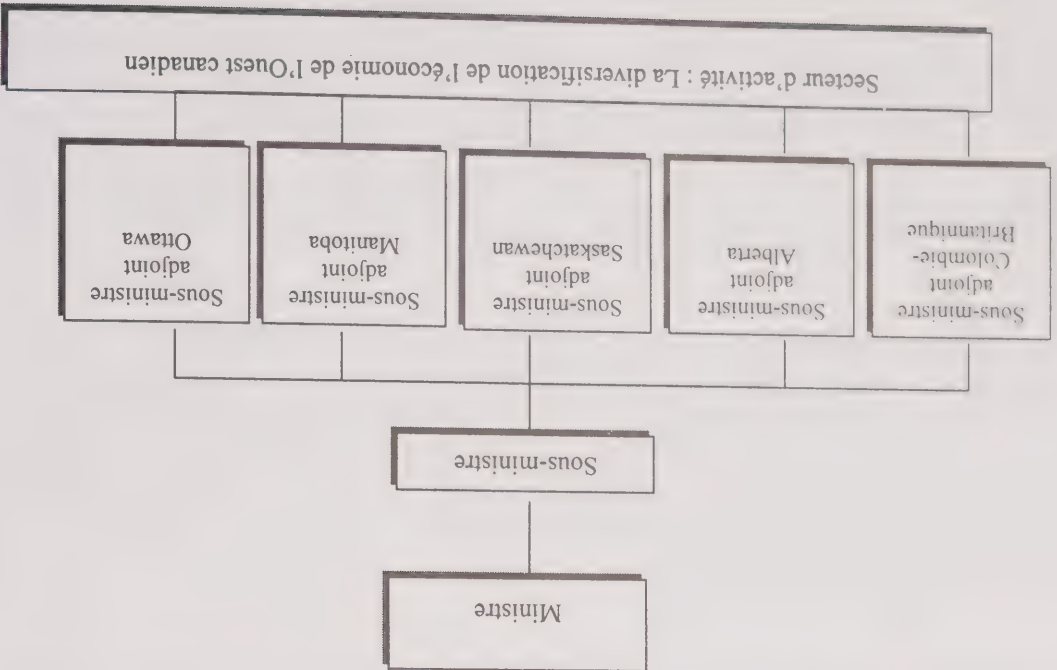 Ministre
Sous-ministre
Sous-ministre
adjoint
Colombie-
Britannique
Sous-ministre
adjoint
Alberta
Sous-ministre
adjoint
Saskatchewan
Sous-ministre
adjoint
Manitoba
Sous-ministre
adjoint
Ottawa
Secteur d'activité : La diversification de l'économie de l'Ouest canadien